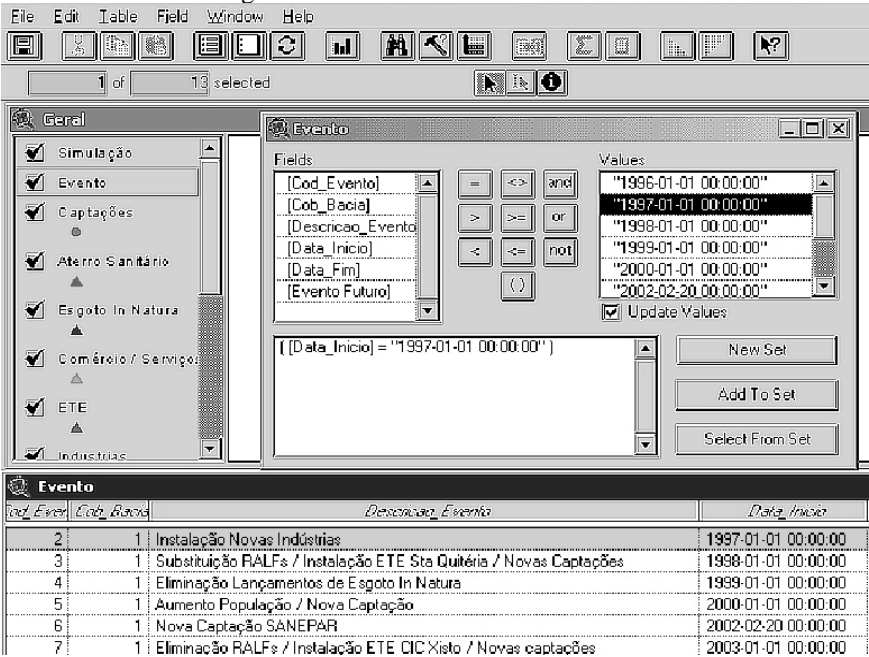 File Edit Table Field Window Help
1 of 13 selected
Geral
Simulação
Evento
Captações
Aterro Sanitário
Esgoto In Natura
Comércio / Serviços
ETE
Industrias
Evento
Fields
[Cod_Evento]
[Cob_Bacia]
[Descricao_Evento
[Data_Inicio]
[Data_Fim]
[Evento Futuro]
= <> and
> >= or
< <= not
( )
Values
"1996-01-01 00:00:00"
"1997-01-01 00:00:00"
"1998-01-01 00:00:00"
"1999-01-01 00:00:00"
"2000-01-01 00:00:00"
"2002-02-20 00:00:00"
Update Values
( [Data_Inicio] = "1997-01-01 00:00:00" )
New Set
Add To Set
Select From Set
Evento
Cod_Even Cob_Bacia Descricao_Evento Data_Inicio
2 1 Instalação Novas Indústrias 1997-01-01 00:00:00
3 1 Substituição RALFs / Instalação ETE Sta Quitéria / Novas Captações 1998-01-01 00:00:00
4 1 Eliminação Lançamentos de Esgoto In Natura 1999-01-01 00:00:00
5 1 Aumento População / Nova Captação 2000-01-01 00:00:00
6 1 Nova Captação SANEPAR 2002-02-20 00:00:00
7 1 Eliminação RALFs / Instalação ETE CIC Xisto / Novas captações 2003-01-01 00:00:00